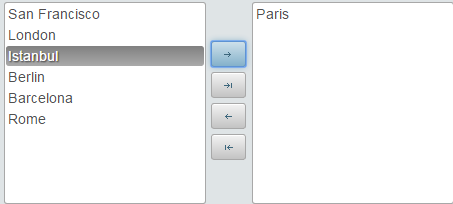 San Francisco
London
Istanbul
Berlin
Barcelona
Rome
Paris